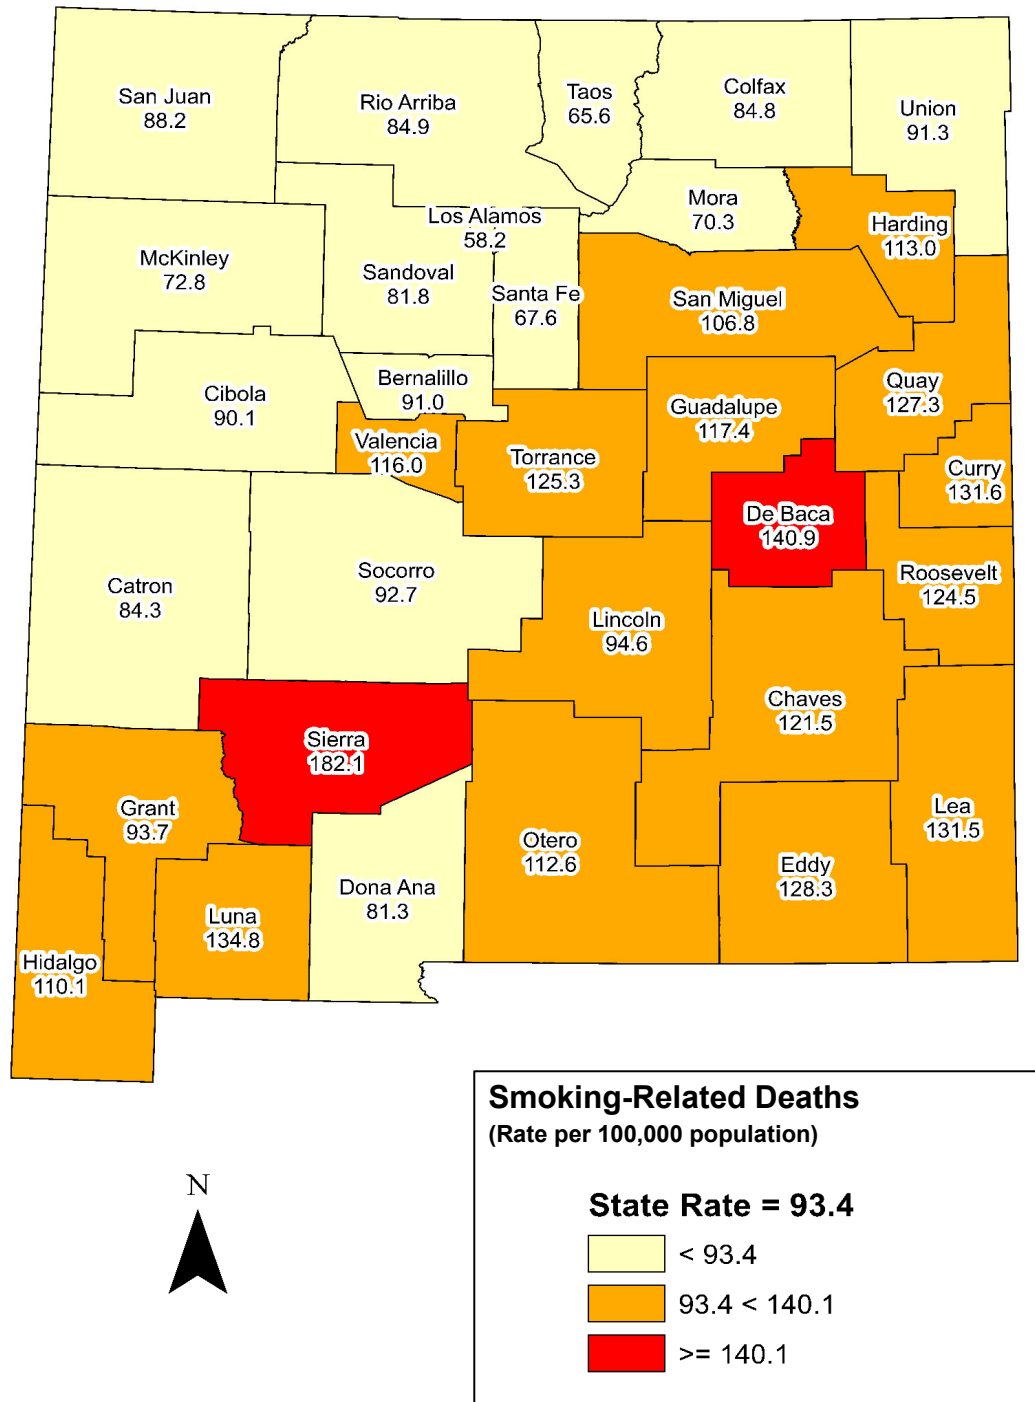 San Juan
88.2
Rio Arriba
84.9
Taos
65.6
Colfax
84.8
Union
91.3
Mora
70.3
Harding
113.0
Los Alamos
58.2
McKinley
72.8
Sandoval
81.8
Santa Fe
67.6
San Miguel
106.8
Cibola
90.1
Bernalillo
91.0
Quay
127.3
Guadalupe
117.4
Valencia
116.0
Torrance
125.3
Curry
131.6
De Baca
140.9
Catron
84.3
Socorro
92.7
Roosevelt
124.5
Lincoln
94.6
Chaves
121.5
Sierra
182.1
Grant
93.7
Otero
112.6
Lea
131.5
Eddy
128.3
Dona Ana
81.3
Luna
134.8
Hidalgo
110.1
Smoking-Related Deaths
(Rate per 100,000 population)
N
State Rate = 93.4
< 93.4
93.4 < 140.1
>= 140.1